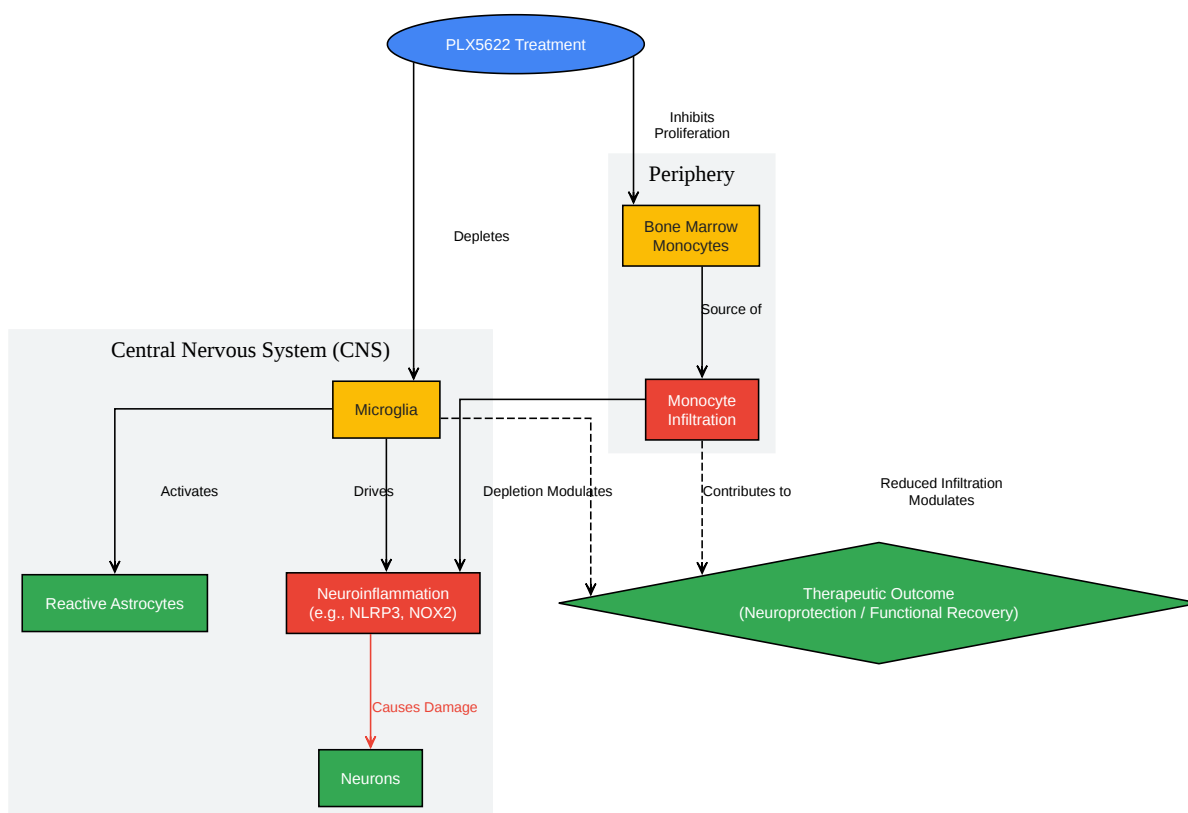 PLX5622 Treatment
Inhibits
Proliferation
Periphery
Bone Marrow
Monocytes
Depletes
Source of
Central Nervous System (CNS)
Microglia
Monocyte
Infiltration
Activates
Drives
Depletion Modulates
Contributes to
Reduced Infiltration
Modulates
Reactive Astrocytes
Neuroinflammation
(e.g., NLRP3, NOX2)
Therapeutic Outcome
(Neuroprotection / Functional Recovery)
Causes Damage
Neurons